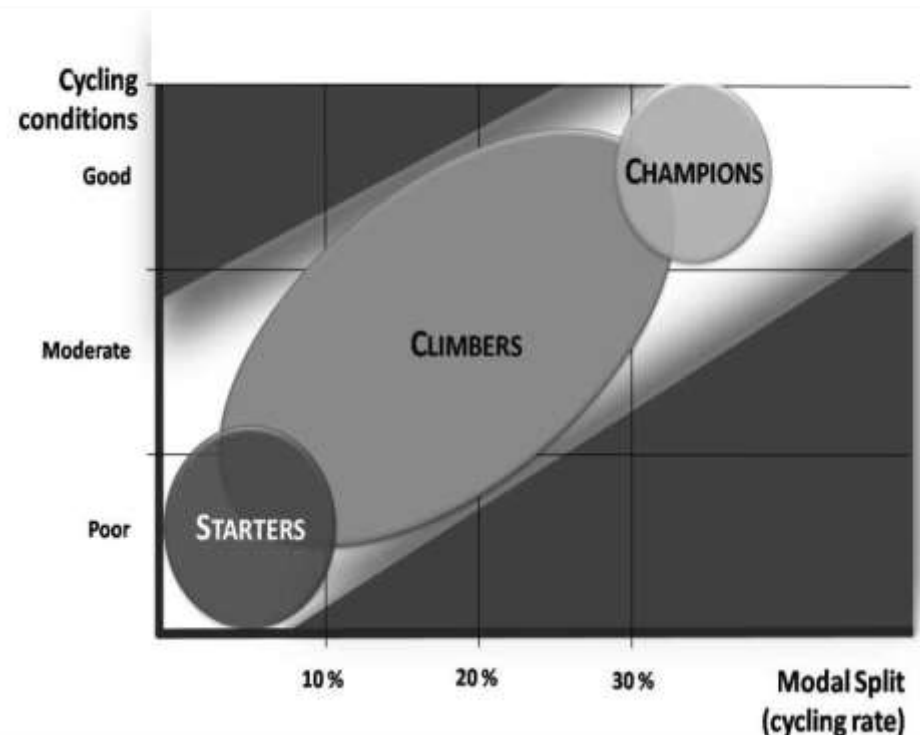 Cycling
conditions
Good
CHAMPIONS
Moderate
CLIMBERS
Poor
STARTERS
10 %
20 %
30 %
Modal Split
(cycling rate)